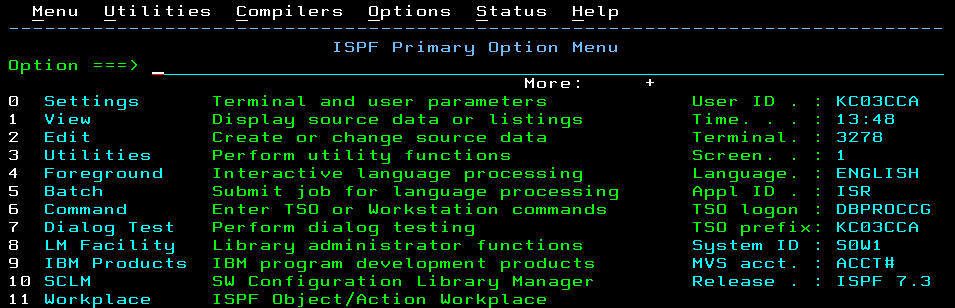 Menu Utilities Compilers Options Status Help
ISPF Primary Option Menu
Option ===>
More: +
0 Settings Terminal and user parameters User ID . : KC03CCA
1 View Display source data or listings Time. . . : 13:48
2 Edit Create or change source data Terminal. : 3278
3 Utilities Perform utility functions Screen. . : 1
4 Foreground Interactive language processing Language. : ENGLISH
5 Batch Submit job for language processing Appl ID . : ISR
6 Command Enter TSO or Workstation commands TSO logon : DBPROCCG
7 Dialog Test Perform dialog testing TSO prefix: KC03CCA
8 LM Facility Library administrator functions System ID : S0W1
9 IBM Products IBM program development products MVS acct. : ACCT#
10 SCLM SW Configuration Library Manager Release . : ISPF 7.3
11 Workplace ISPF Object/Action Workplace